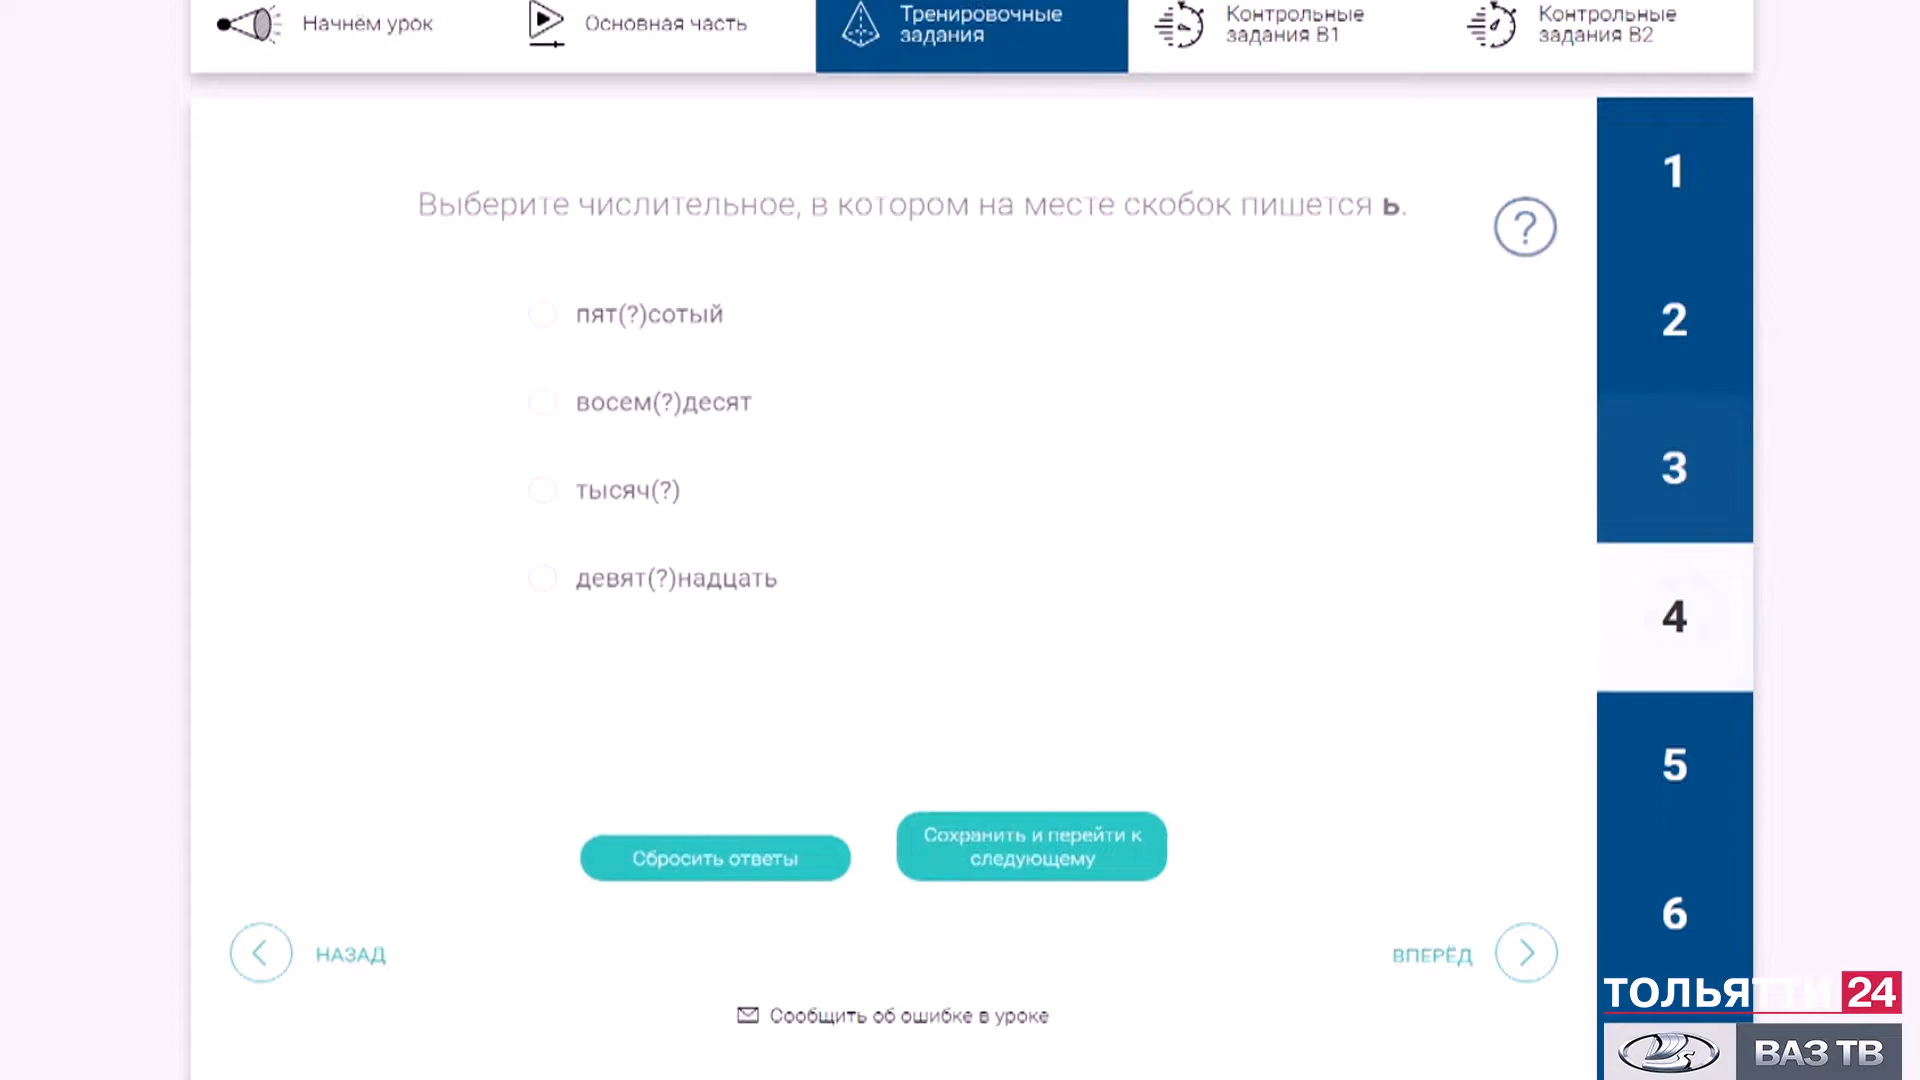 Начнём урок
Основная часть
Тренировочные
задания
Контрольные
задания В1
Контрольные
задания В2
Выберите числительное, в котором на месте скобок пишется ь.
?
пят(?)сотый
восем(?)десят
тысяч(?)
девят(?)надцать
1
2
3
4
5
6
Сбросить ответы
Сохранить и перейти к
следующему
НАЗАД
ВПЕРЁД
Сообщить об ошибке в уроке
ТОЛЬЯТТИ 24
ВАЗ ТВ